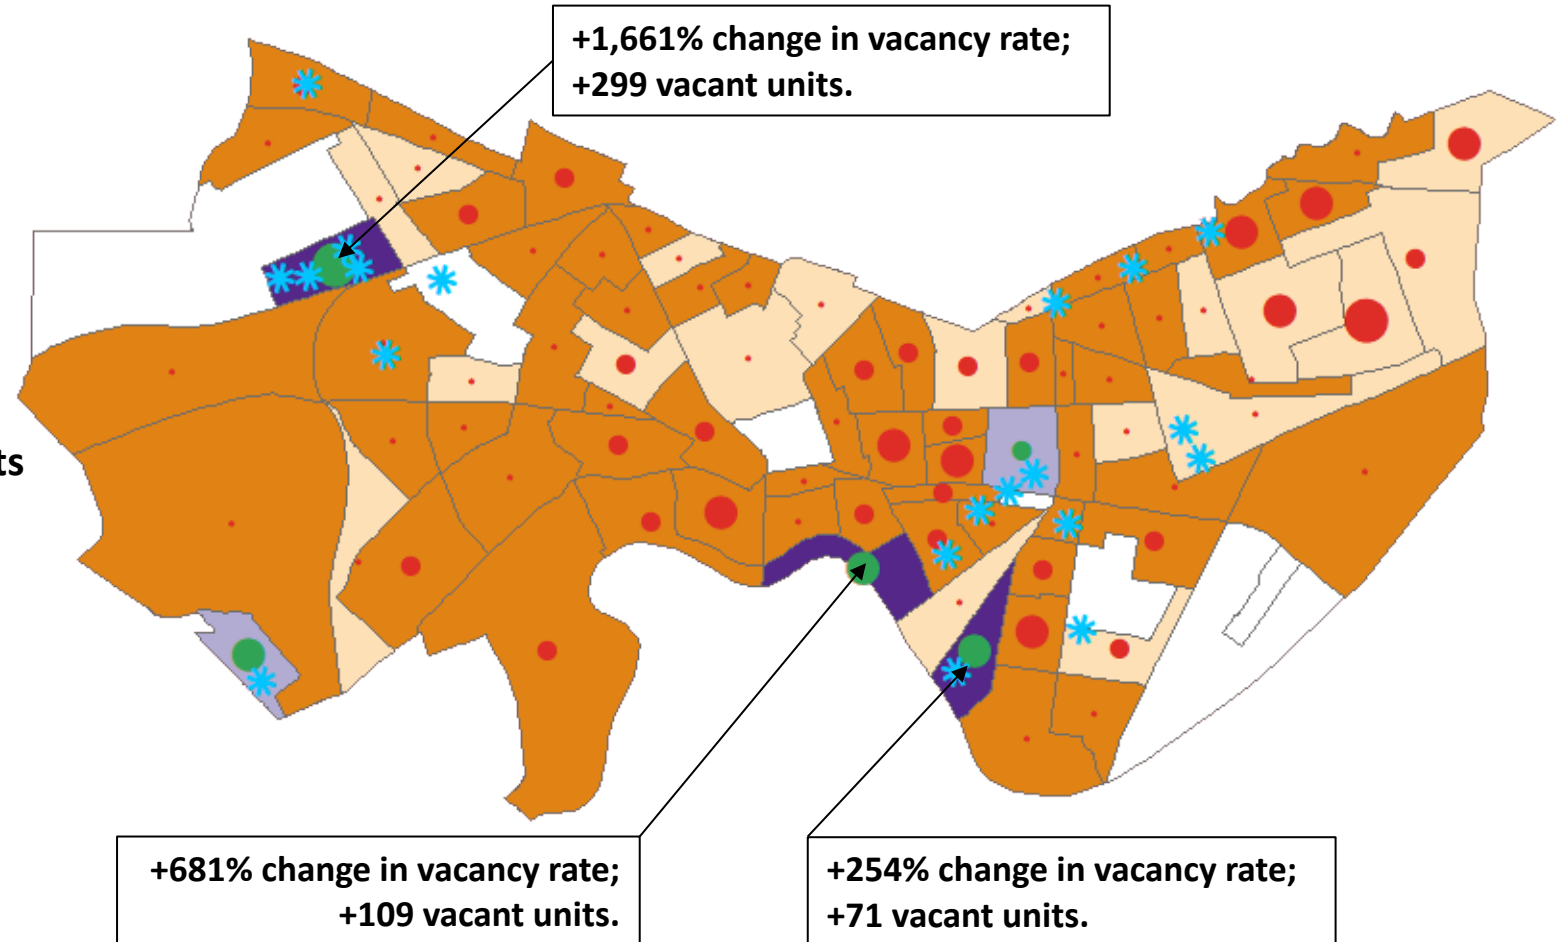 +1,661% change in vacancy rate;
+299 vacant units.
ts
+681% change in vacancy rate;
+109 vacant units.
+254% change in vacancy rate;
+71 vacant units.